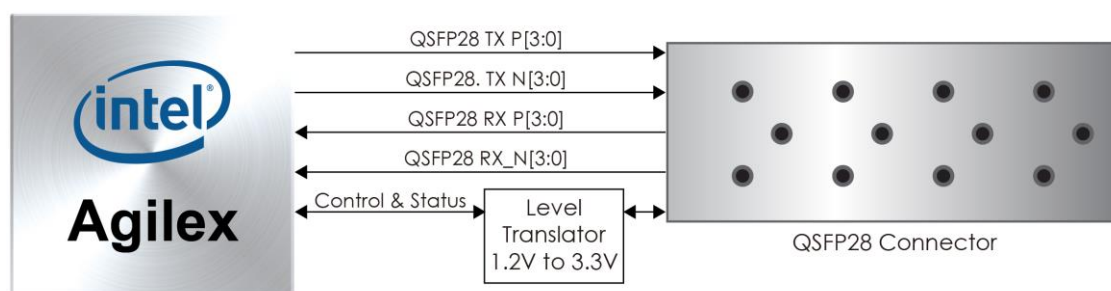 intel®
Agilex
QSFP28 TX P[3:0]
QSFP28. TX N[3:0]
QSFP28 RX P[3:0]
QSFP28 RX_N[3:0]
Control & Status
Level
Translator
1.2V to 3.3V
QSFP28 Connector